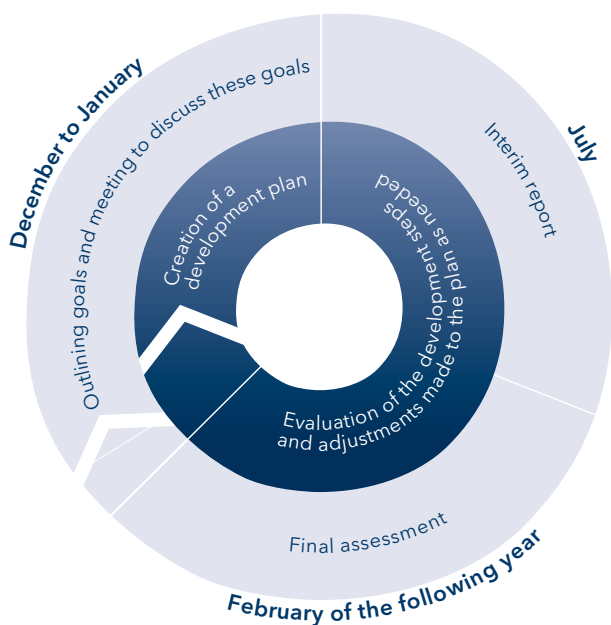 December to January
Outlining goals and meeting to discuss these goals
Creation of a
development plan
July
Interim report
Evaluation of the development steps
and adjustments made to the plan as needed
Final assessment
February of the following year